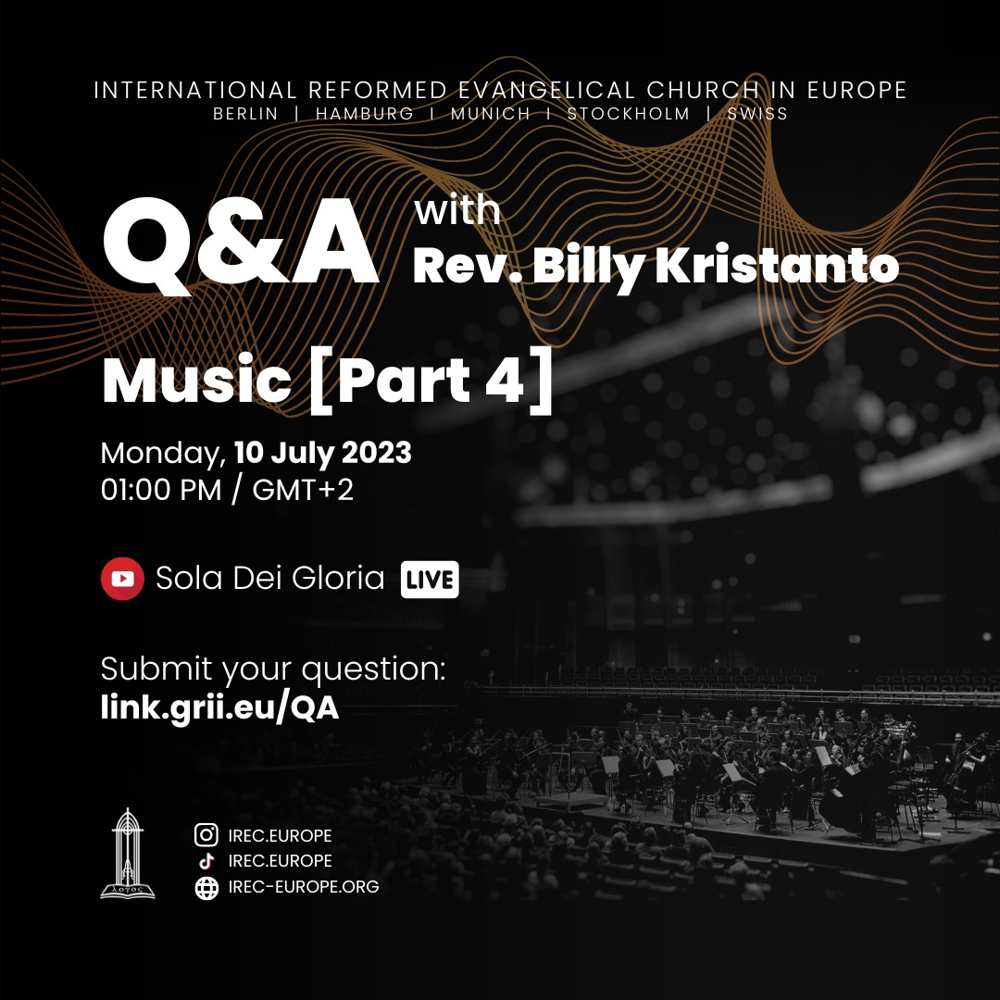 INTERNATIONAL REFORMED EVANGELICAL CHURCH IN EUROPE
BERLIN | HAMBURG I MUNICH I STOCKHOLM | SWISS
Q&A with
Rev. Billy Kristanto
Music [Part 4]
Monday, 10 July 2023
01:00 PM / GMT+2
Sola Dei Gloria LIVE
Submit your question:
link.grii.eu/QA
IREC.EUROPE
IREC.EUROPE
IREC-EUROPE.ORG
λογος